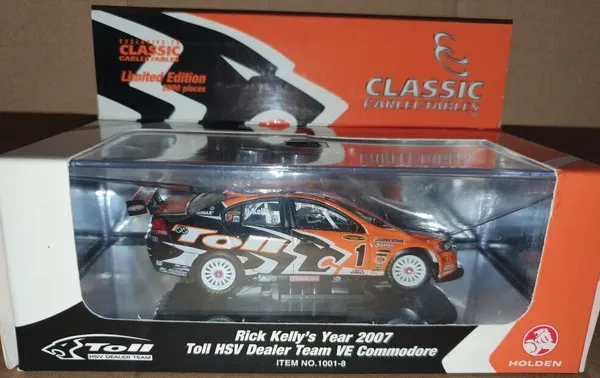 EXCLUSIVE TO
CLASSIC
CARLECTABLES
Limited Edition
2000 pieces
CLASSIC
CARLECTABLES
R.Kelly
Toll
1
Toll
HSV DEALER TEAM
Rick Kelly's Year 2007
Toll HSV Dealer Team VE Commodore
ITEM NO.1001-8
HOLDEN